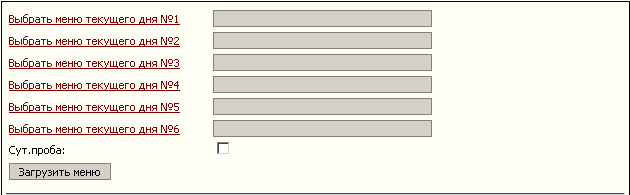 Выбрать меню текущего дня №1
Выбрать меню текущего дня №2
Выбрать меню текущего дня №3
Выбрать меню текущего дня №4
Выбрать меню текущего дня №5
Выбрать меню текущего дня №6
Сут.проба:
Загрузить меню